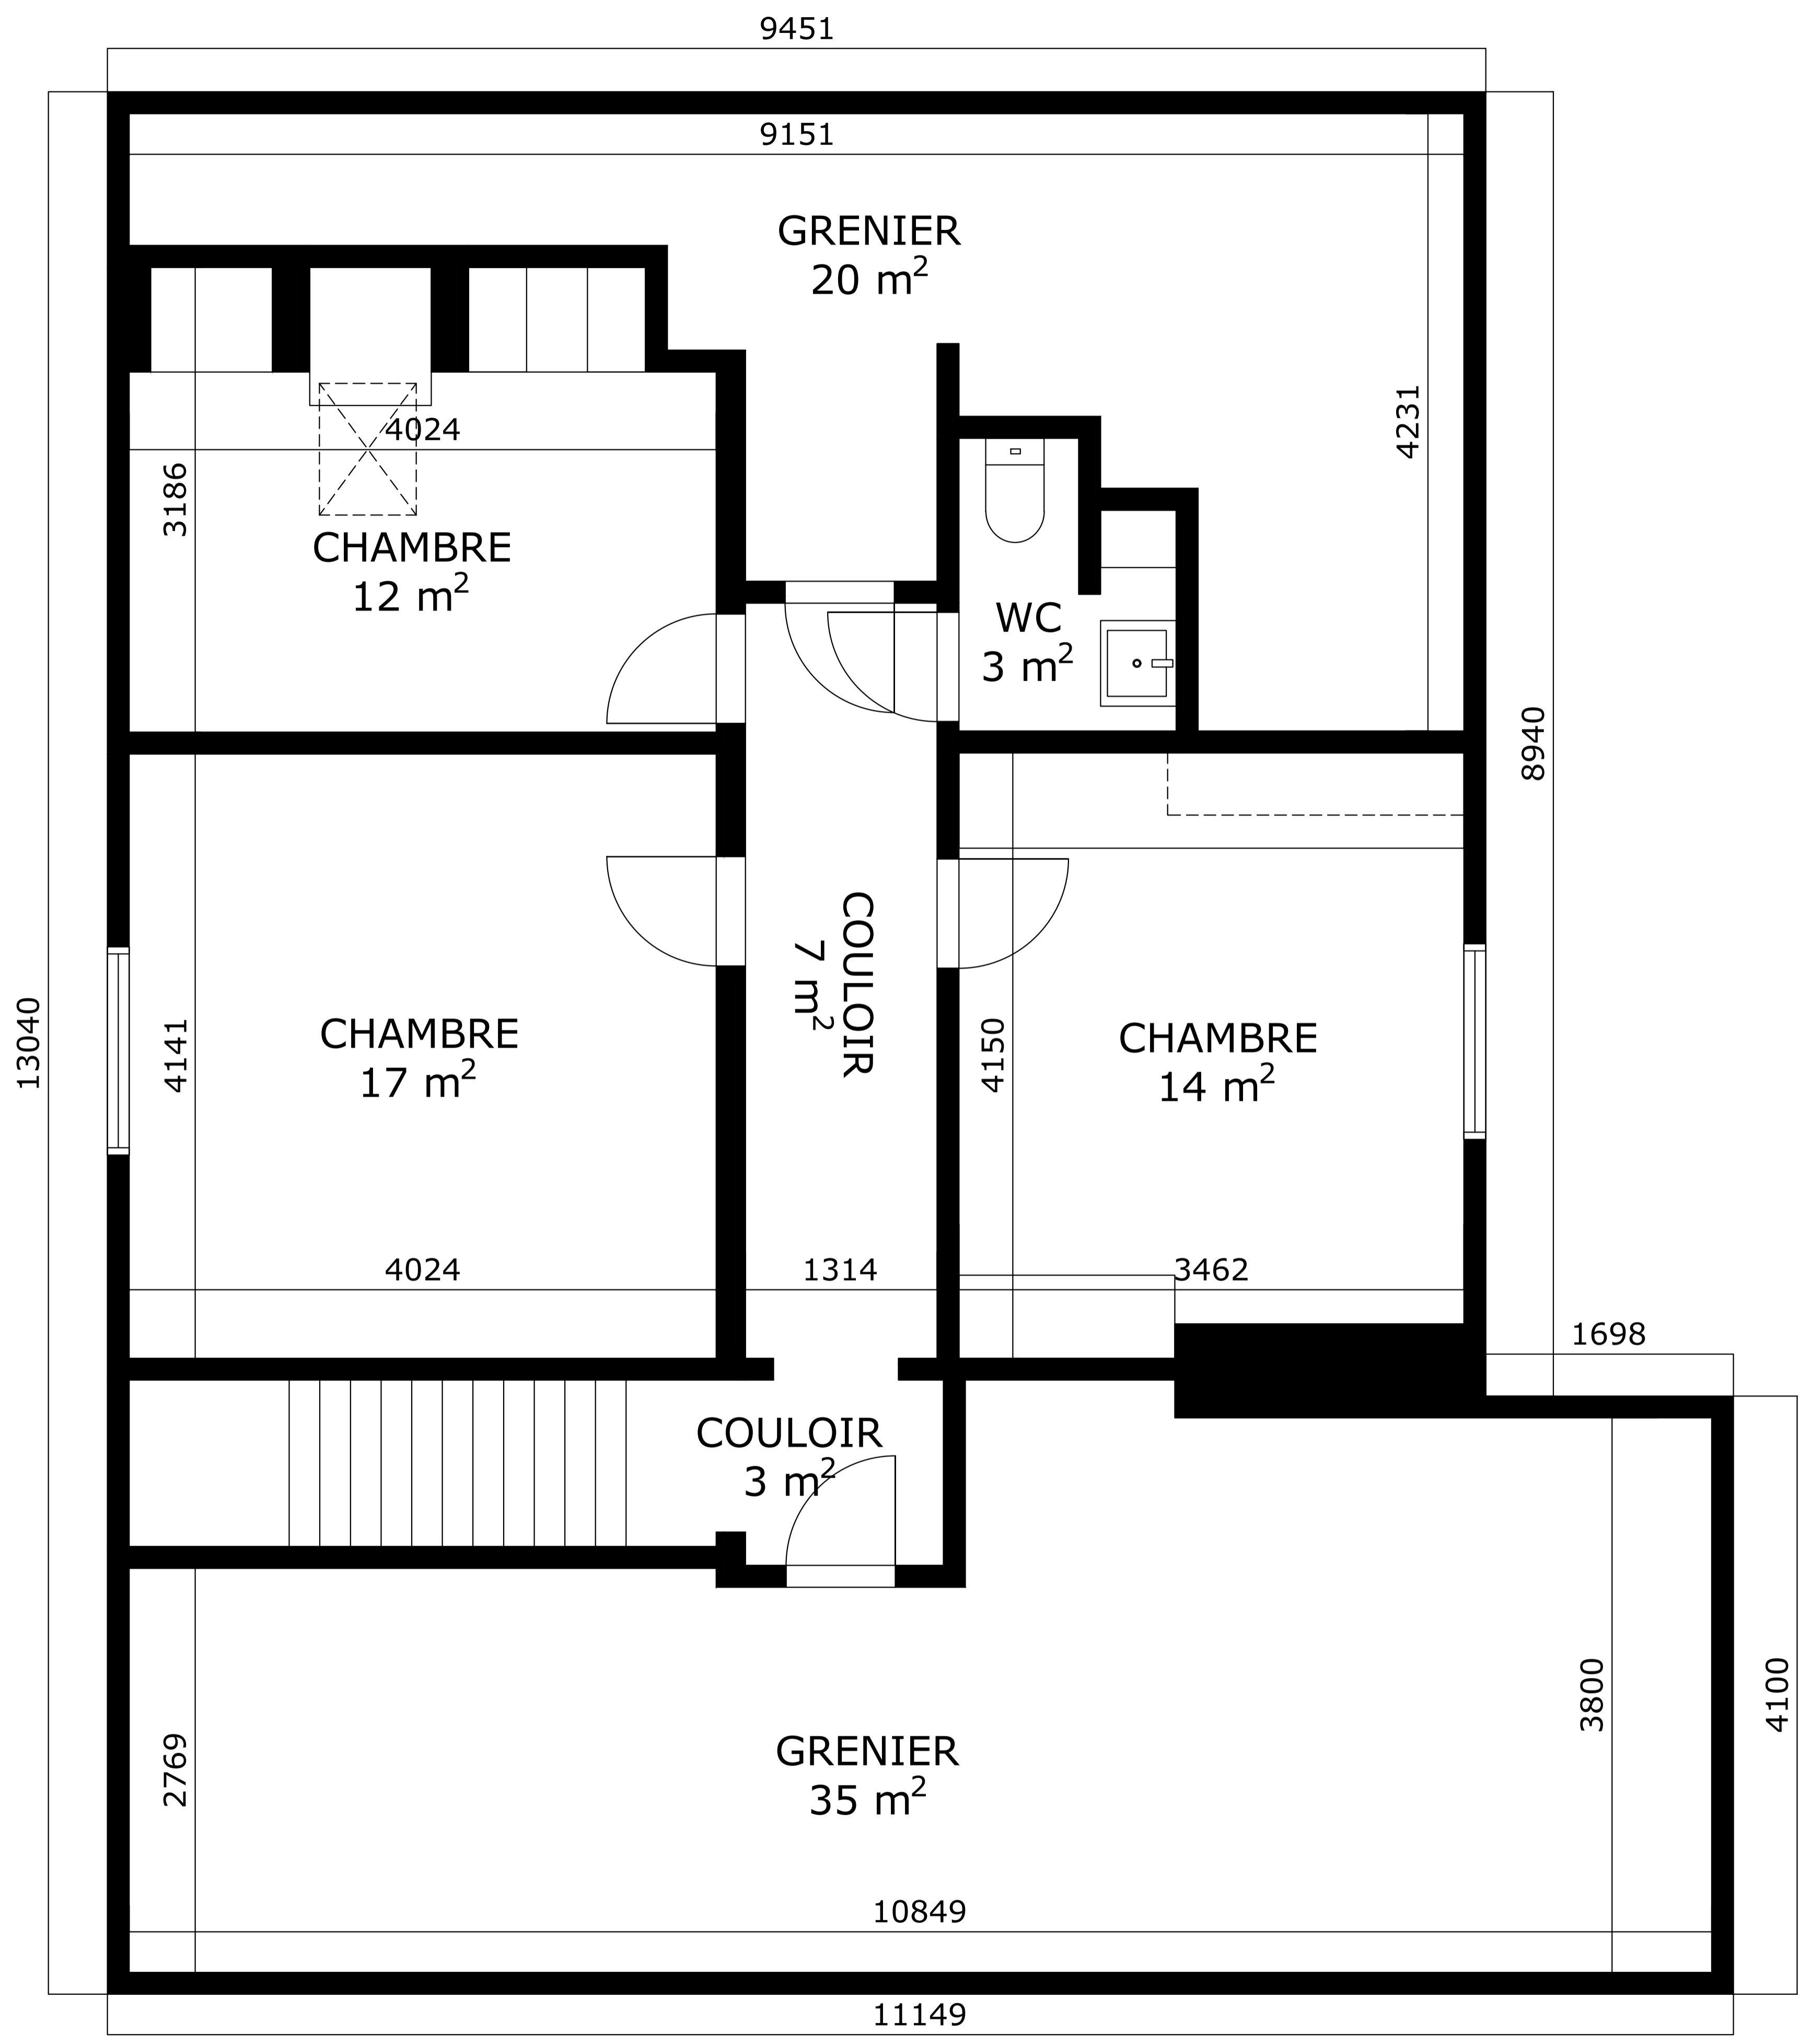 9451
9151
GRENIER
20 m²
4024
3186
4231
CHAMBRE
12 m²
WC
3 m²
8940
13040
COULOIR
7 m²
CHAMBRE
17 m²
4141
4150
CHAMBRE
14 m²
4024
1314
3462
1698
COULOIR
3 m²
2769
3800
4100
GRENIER
35 m²
10849
11149